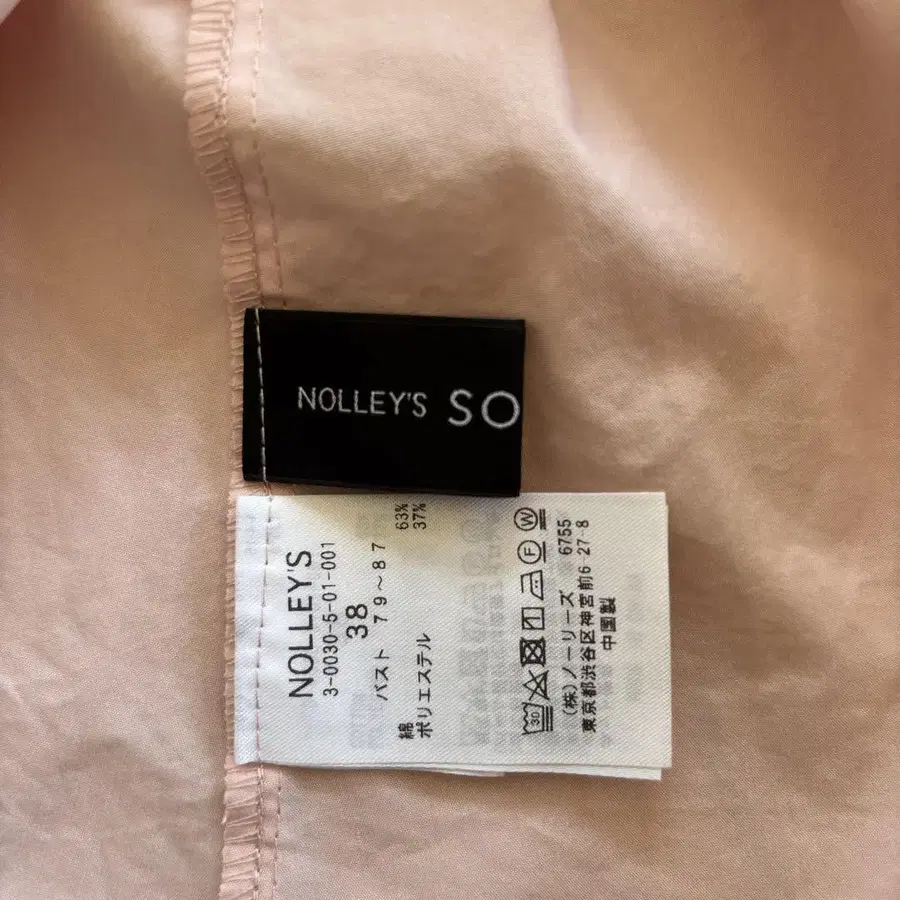 NOLLEY'S SO
NOLLEY'S
3-0030-5-01-001
38
バスト 79～87
綿 63%
ポリエステル 37%
30 F W
(株)ノーリーズ 6755
東京都渋谷区神宮前6-27-8
中国製